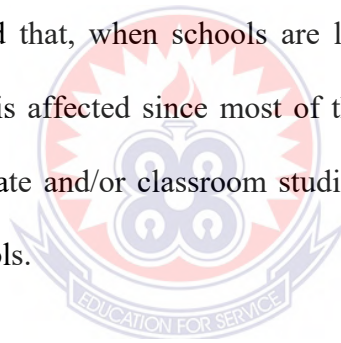 d that, when schools are l
is affected since most of t
ate and/or classroom studi
ols.
EDUCATION FOR SERVICE